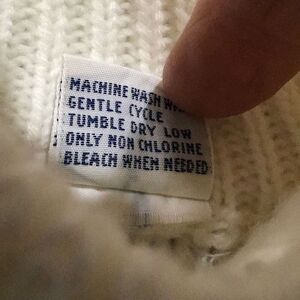 MACHINE WASH
GENTLE CYCLE
TUMBLE DRY LOW
ONLY NON CHLORINE
BLEACH WHEN NEEDED